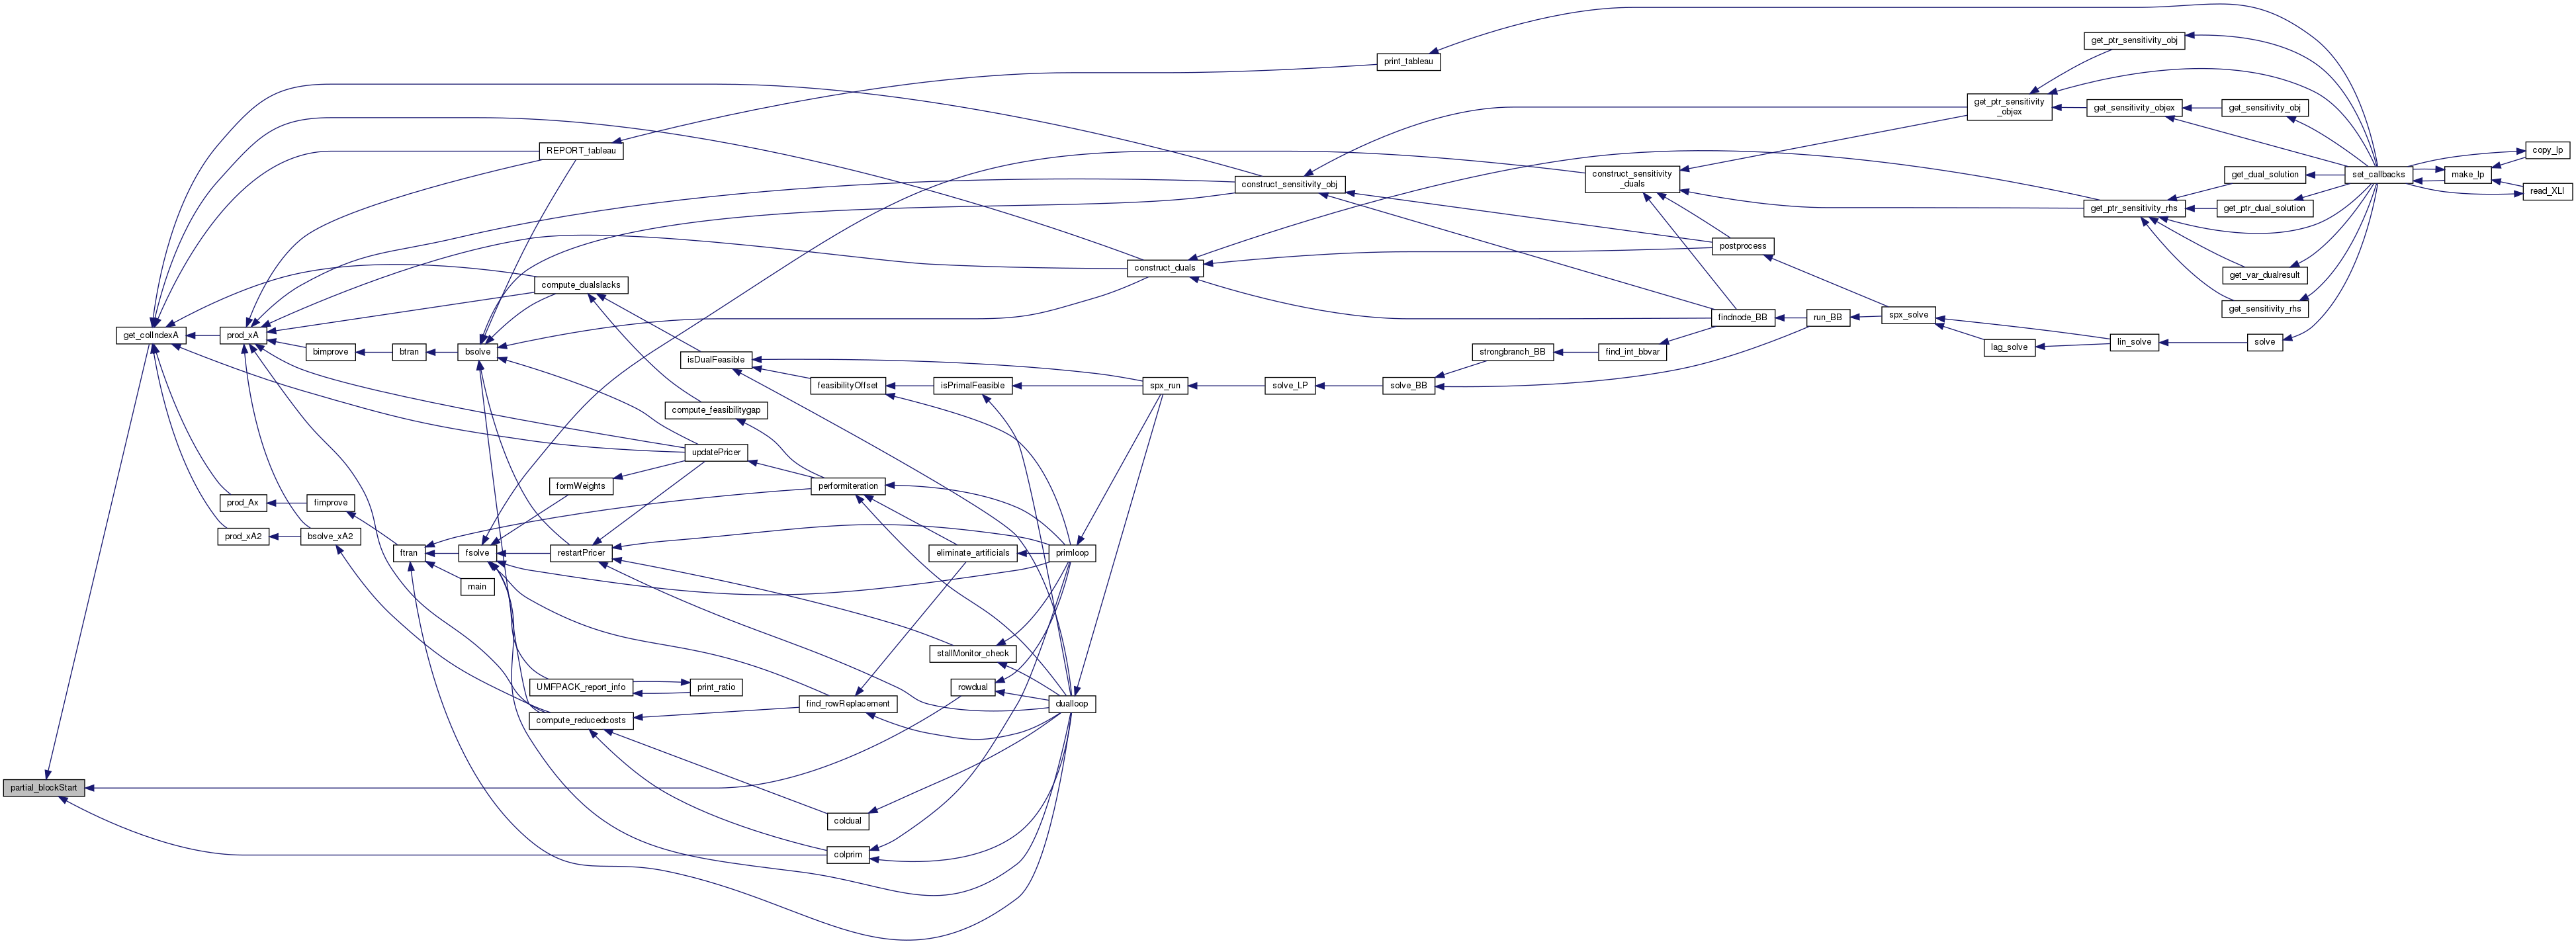 partial_blockStart
get_colIndexA
prod_xA
prod_Ax
prod_xA2
bimprove
fimprove
bsolve_xA2
btran
ftran
bsolve
fsolve
main
REPORT_tableau
compute_dualslacks
formWeights
restartPricer
UMFPACK_report_info
compute_reducedcosts
isDualFeasible
compute_feasibilitygap
updatePricer
print_ratio
feasibilityOffset
performiteration
find_rowReplacement
coldual
colprim
isPrimalFeasible
eliminate_artificials
stallMonitor_check
rowdual
primloop
dualloop
construct_duals
spx_run
construct_sensitivity_obj
solve_LP
print_tableau
solve_BB
strongbranch_BB
construct_sensitivity
_duals
find_int_bbvar
postprocess
findnode_BB
run_BB
spx_solve
get_ptr_sensitivity
_objex
lag_solve
get_ptr_sensitivity_obj
get_sensitivity_objex
get_ptr_sensitivity_rhs
lin_solve
get_sensitivity_obj
get_dual_solution
get_ptr_dual_solution
get_var_dualresult
get_sensitivity_rhs
solve
set_callbacks
make_lp
copy_lp
read_XLI